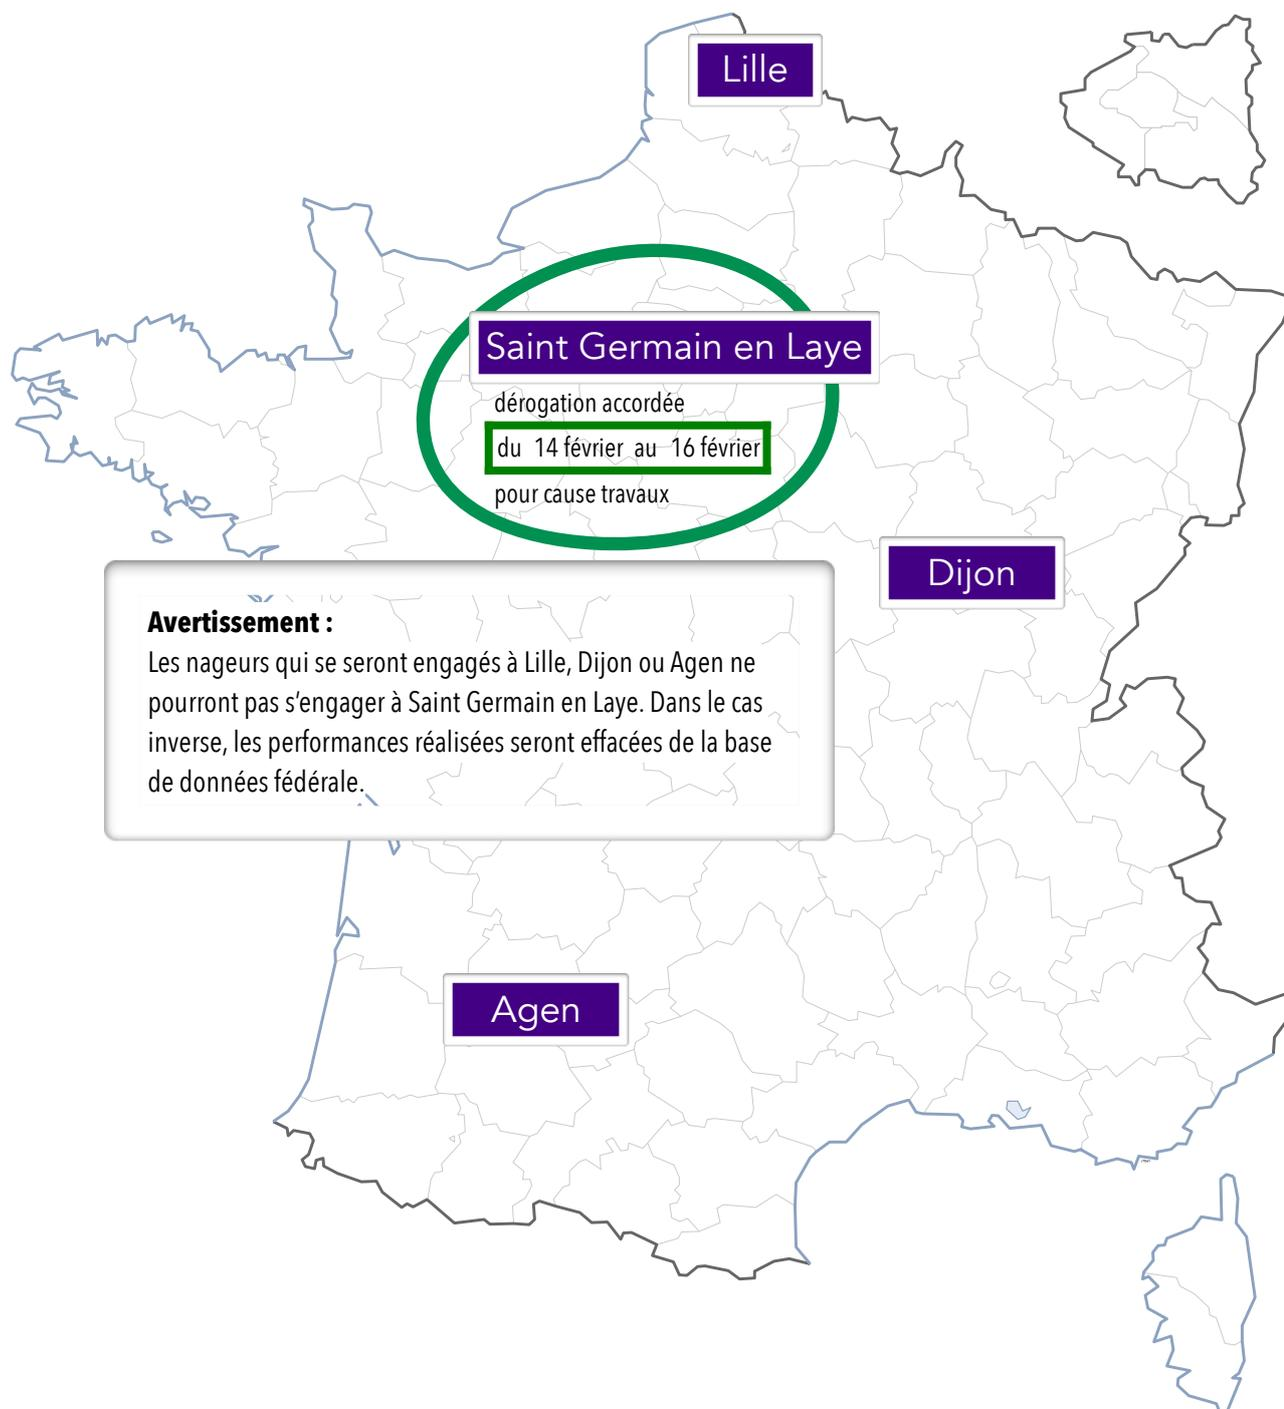 Lille
Saint Germain en Laye
dérogation accordée
du 14 février au 16 février
pour cause travaux
Dijon
Avertissement :
Les nageurs qui se seront engagés à Lille, Dijon ou Agen ne
pourront pas s’engager à Saint Germain en Laye. Dans le cas
inverse, les performances réalisées seront effacées de la base
de données fédérale.
Agen